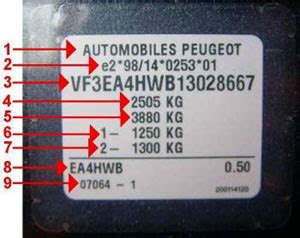 1 AUTOMOBILES PEUGEOT
2 e2*98/14*0253*01
3 VF3EA4HWB13028667
4 2505 KG
5 3880 KG
6 1- 1250 KG
7 2- 1300 KG
8 EA4HWB 0.50
9 07064 - 1
200114120